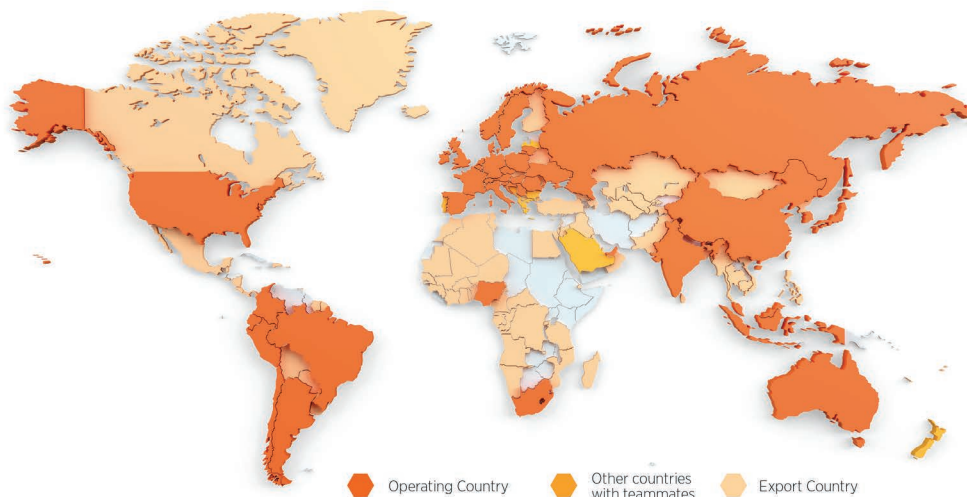 Operating Country
Other countries
with teammates
Export Country